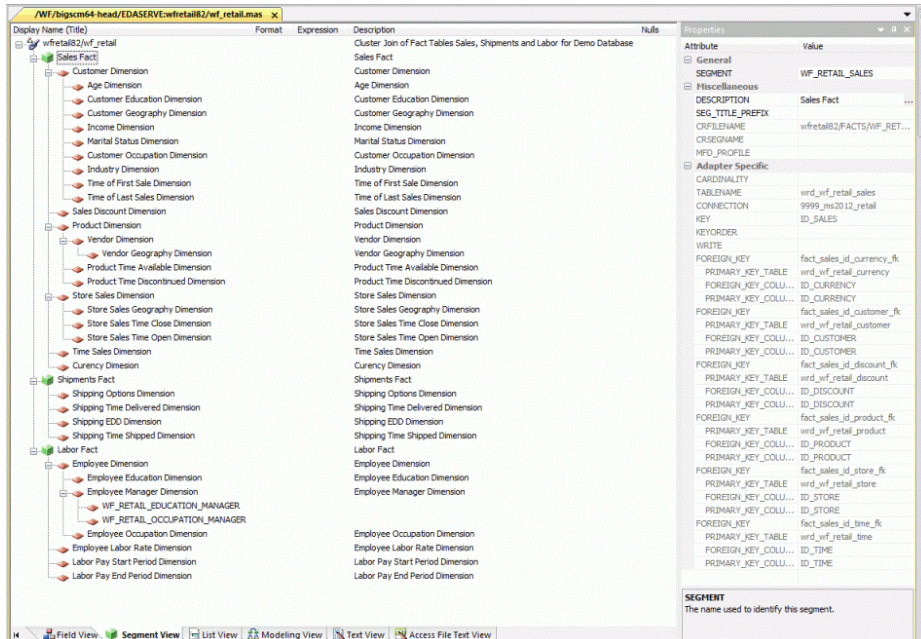 /WF/bigscm64-head/EDASERVE:wfretail82/wf_retail.mas x
Display Name (Title) Format Expression Description Nulls
wfretail82/wf_retail Cluster Join of Fact Tables Sales, Shipments and Labor for Demo Database
Sales Fact Sales Fact
Customer Dimension Customer Dimension
Age Dimension Age Dimension
Customer Education Dimension Customer Education Dimension
Customer Geography Dimension Customer Geography Dimension
Income Dimension Income Dimension
Marital Status Dimension Marital Status Dimension
Customer Occupation Dimension Customer Occupation Dimension
Industry Dimension Industry Dimension
Time of First Sale Dimension Time of First Sale Dimension
Time of Last Sales Dimension Time of Last Sales Dimension
Sales Discount Dimension Sales Discount Dimension
Product Dimension Product Dimension
Vendor Dimension Vendor Dimension
Vendor Geography Dimension Vendor Geography Dimension
Product Time Available Dimension Product Time Available Dimension
Product Time Discontinued Dimension Product Time Discontinued Dimension
Store Sales Dimension Store Sales Dimension
Store Sales Geography Dimension Store Sales Geography Dimension
Store Sales Time Close Dimension Store Sales Time Close Dimension
Store Sales Time Open Dimension Store Sales Time Open Dimension
Time Sales Dimension Time Sales Dimension
Curency Dimesion Curency Dimesion
Shipments Fact Shipments Fact
Shipping Options Dimension Shipping Options Dimension
Shipping Time Delivered Dimension Shipping Time Delivered Dimension
Shipping EDD Dimension Shipping EDD Dimension
Shipping Time Shipped Dimension Shipping Time Shipped Dimension
Labor Fact Labor Fact
Employee Dimension Employee Dimension
Employee Education Dimension Employee Education Dimension
Employee Manager Dimension Employee Manager Dimension
WF_RETAIL_EDUCATION_MANAGER
WF_RETAIL_OCCUPATION_MANAGER
Employee Occupation Dimension Employee Occupation Dimension
Employee Labor Rate Dimension Employee Labor Rate Dimension
Labor Pay Start Period Dimension Labor Pay Start Period Dimension
Labor Pay End Period Dimension Labor Pay End Period Dimension
Field View Segment View List View Modeling View Text View Access File Text View
Properties
Attribute Value
General
SEGMENT WF_RETAIL_SALES
Miscellaneous
DESCRIPTION Sales Fact ...
SEG_TITLE_PREFIX
CRFILENAME wfretail82/FACTS/WF_RET...
CRSEGNAME
MFD_PROFILE
Adapter Specific
CARDINALITY
TABLENAME wrd_wf_retail_sales
CONNECTION 9999_ms2012_retail
KEY ID_SALES
KEYORDER
WRITE
FOREIGN_KEY fact_sales_id_currency_fk
PRIMARY_KEY_TABLE wrd_wf_retail_currency
FOREIGN_KEY_COLU... ID_CURRENCY
PRIMARY_KEY_COLU... ID_CURRENCY
FOREIGN_KEY fact_sales_id_customer_fk
PRIMARY_KEY_TABLE wrd_wf_retail_customer
FOREIGN_KEY_COLU... ID_CUSTOMER
PRIMARY_KEY_COLU... ID_CUSTOMER
FOREIGN_KEY fact_sales_id_discount_fk
PRIMARY_KEY_TABLE wrd_wf_retail_discount
FOREIGN_KEY_COLU... ID_DISCOUNT
PRIMARY_KEY_COLU... ID_DISCOUNT
FOREIGN_KEY fact_sales_id_product_fk
PRIMARY_KEY_TABLE wrd_wf_retail_product
FOREIGN_KEY_COLU... ID_PRODUCT
PRIMARY_KEY_COLU... ID_PRODUCT
FOREIGN_KEY fact_sales_id_store_fk
PRIMARY_KEY_TABLE wrd_wf_retail_store
FOREIGN_KEY_COLU... ID_STORE
PRIMARY_KEY_COLU... ID_STORE
FOREIGN_KEY fact_sales_id_time_fk
PRIMARY_KEY_TABLE wrd_wf_retail_time
FOREIGN_KEY_COLU... ID_TIME
PRIMARY_KEY_COLU... ID_TIME
SEGMENT
The name used to identify this segment.